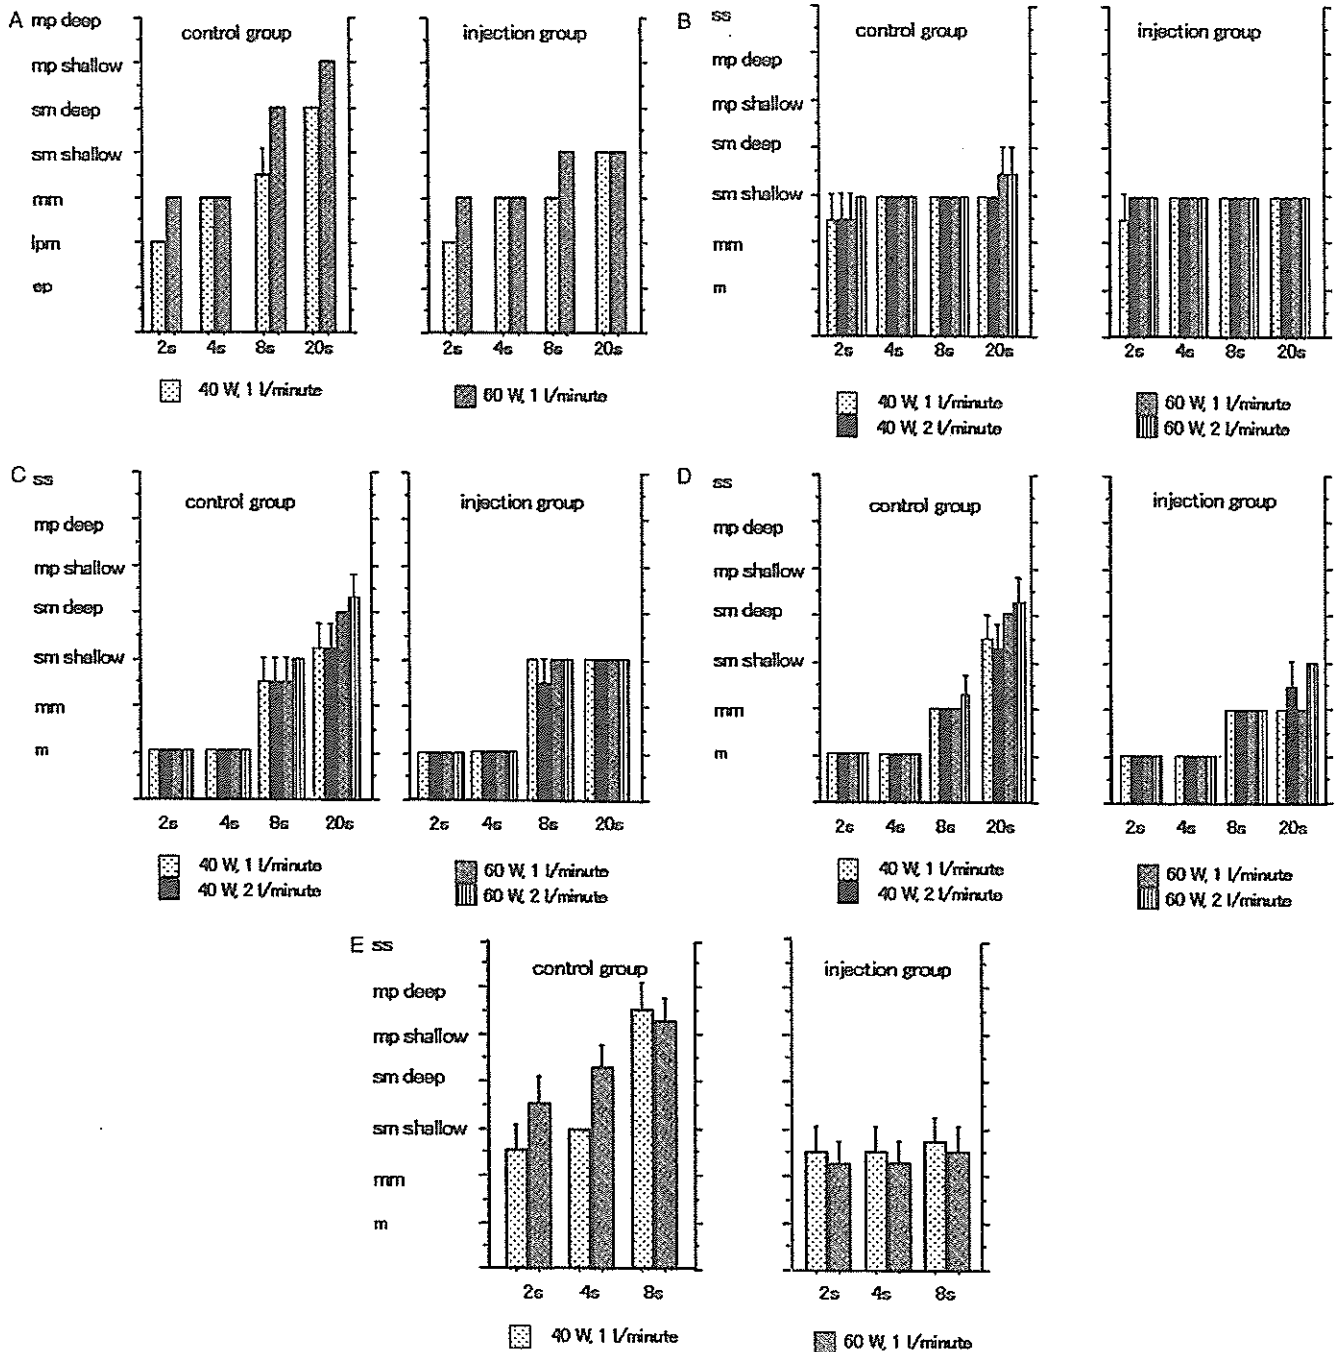 A mp deep
control group
injection group
mp shallow
sm deep
sm shallow
mm
lpm
ep
2s 4s 8s 20s
2s 4s 8s 20s
40 W, 1 l/minute
60 W, 1 l/minute
B ss
control group
injection group
mp deep
mp shallow
sm deep
sm shallow
mm
m
2s 4s 8s 20s
2s 4s 8s 20s
40 W, 1 l/minute
40 W, 2 l/minute
60 W, 1 l/minute
60 W, 2 l/minute
C ss
control group
injection group
mp deep
mp shallow
sm deep
sm shallow
mm
m
2s 4s 8s 20s
2s 4s 8s 20s
40 W, 1 l/minute
40 W, 2 l/minute
60 W, 1 l/minute
60 W, 2 l/minute
D ss
control group
injection group
mp deep
mp shallow
sm deep
sm shallow
mm
m
2s 4s 8s 20s
2s 4s 8s 20s
40 W, 1 l/minute
40 W, 2 l/minute
60 W, 1 l/minute
60 W, 2 l/minute
E ss
control group
injection group
mp deep
mp shallow
sm deep
sm shallow
mm
m
2s 4s 8s
2s 4s 8s
40 W, 1 l/minute
60 W, 1 l/minute